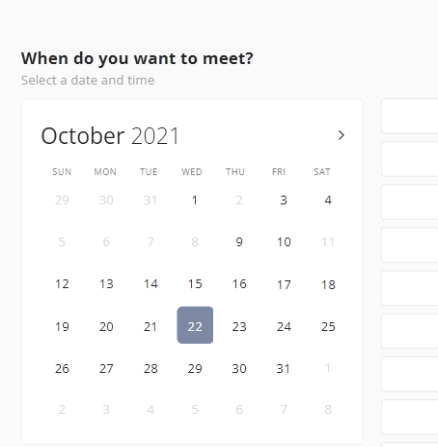 When do you want to meet?
Select a date and time
October 2021
SUN MON TUE WED THU FRI SAT
29 30 31 1 2 3 4
5 6 7 8 9 10 11
12 13 14 15 16 17 18
19 20 21 22 23 24 25
26 27 28 29 30 31 1
2 3 4 5 6 7 8